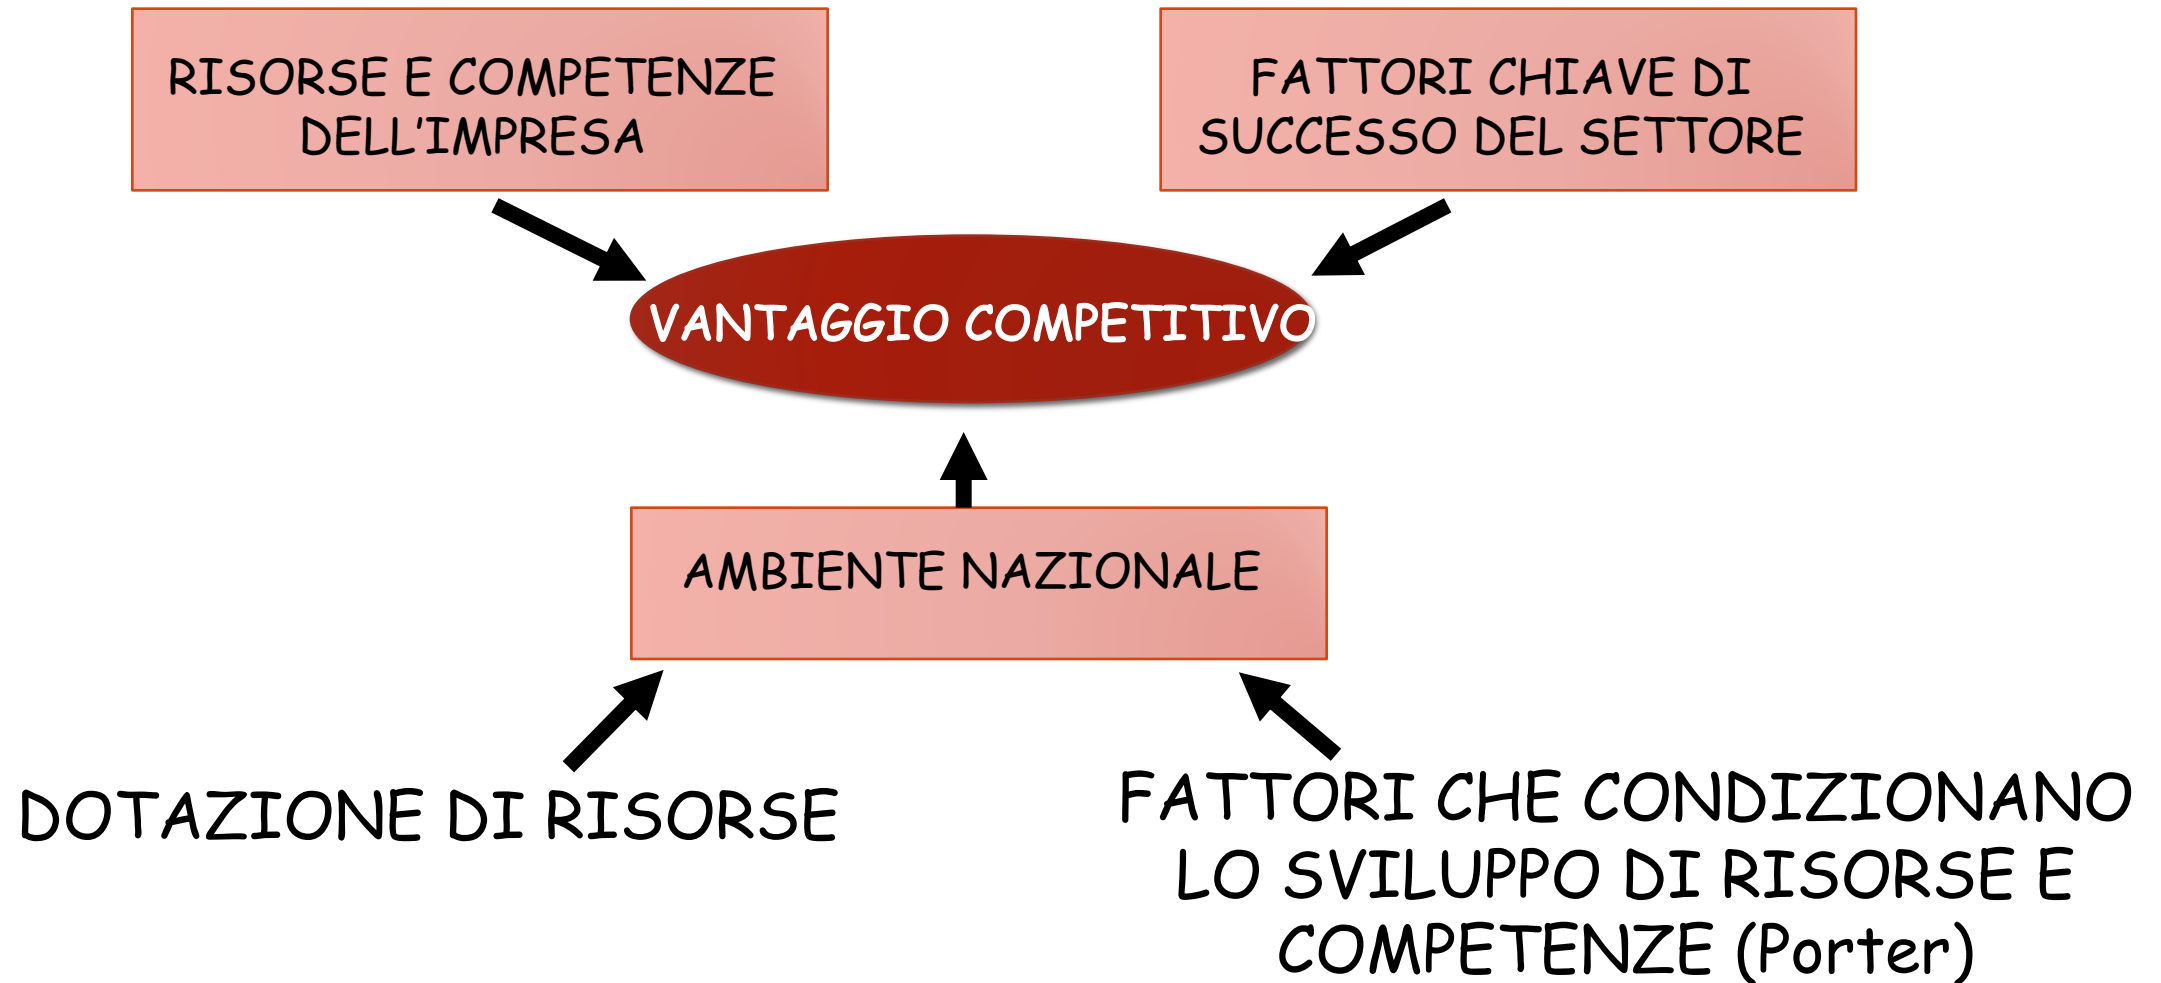 RISORSE E COMPETENZE
DELL'IMPRESA
FATTORI CHIAVE DI
SUCCESSO DEL SETTORE
VANTAGGIO COMPETITIVO
AMBIENTE NAZIONALE
DOTAZIONE DI RISORSE
FATTORI CHE CONDIZIONANO
LO SVILUPPO DI RISORSE E
COMPETENZE (Porter)